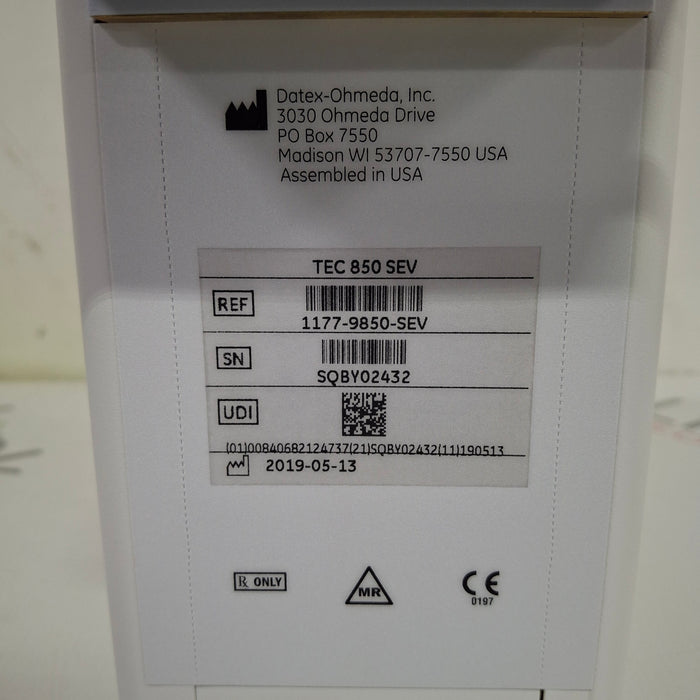 Datex-Ohmeda, Inc.
3030 Ohmeda Drive
PO Box 7550
Madison WI 53707-7550 USA
Assembled in USA
TEC 850 SEV
REF
1177-9850-SEV
SN
SQBY02432
UDI
(01)00840682124737(21)SQBY02432(11)190513
2019-05-13
Rx ONLY
MR
CE
0197